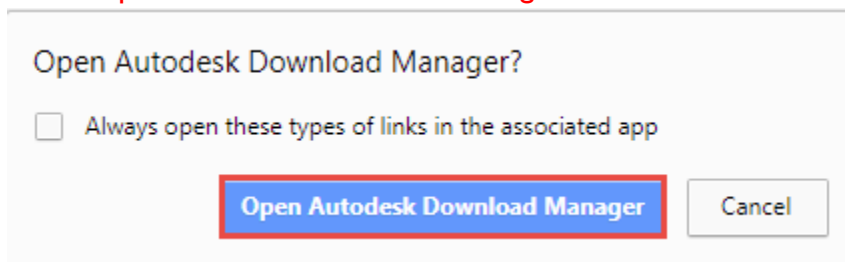 Open Autodesk Download Manager?
Always open these types of links in the associated app
Open Autodesk Download Manager
Cancel